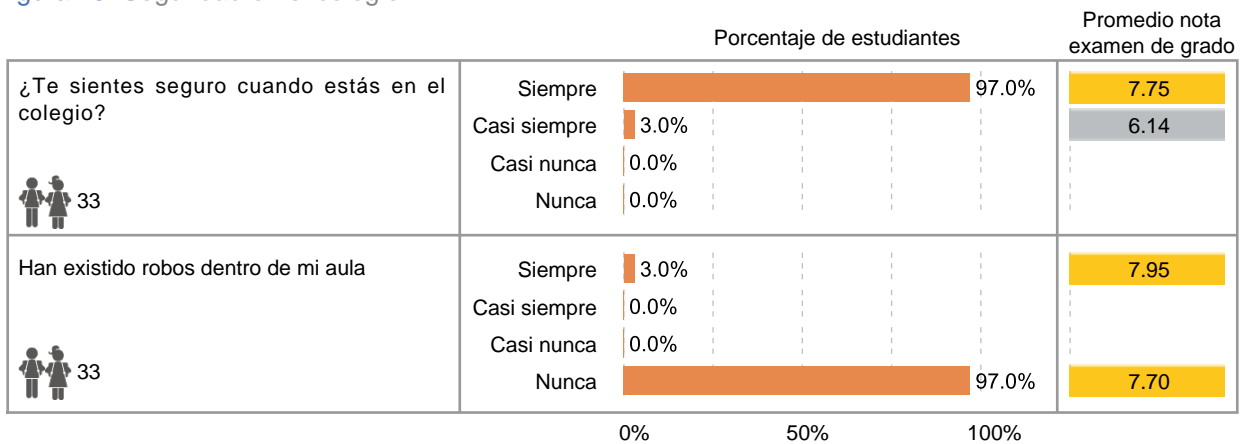 Porcentaje de estudiantes
Promedio nota
examen de grado
¿Te sientes seguro cuando estás en el
colegio?
33
Siempre 97.0% 7.75
Casi siempre 3.0% 6.14
Casi nunca 0.0%
Nunca 0.0%
Han existido robos dentro de mi aula
33
Siempre 3.0% 7.95
Casi siempre 0.0%
Casi nunca 0.0%
Nunca 97.0% 7.70
0% 50% 100%